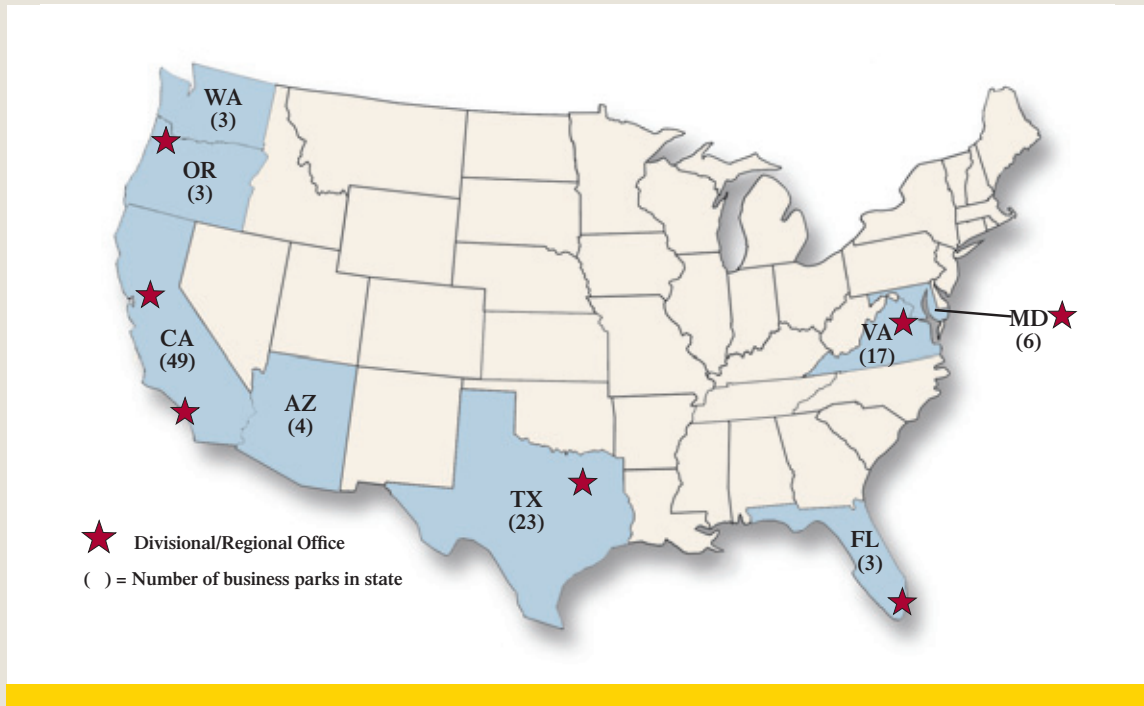 WA
(3)
OR
(3)
CA
(49)
AZ
(4)
TX
(23)
FL
(3)
VA
(17)
MD
(6)
Divisional/Regional Office
( ) = Number of business parks in state